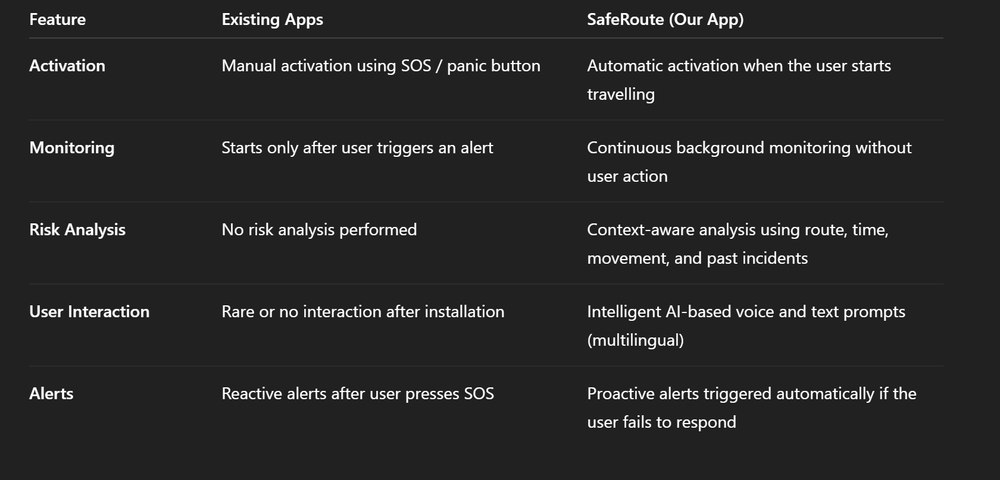 Feature Existing Apps SafeRoute (Our App)
Activation Manual activation using SOS / panic button Automatic activation when the user starts
travelling
Monitoring Starts only after user triggers an alert Continuous background monitoring without
user action
Risk Analysis No risk analysis performed Context-aware analysis using route, time,
movement, and past incidents
User Interaction Rare or no interaction after installation Intelligent AI-based voice and text prompts
(multilingual)
Alerts Reactive alerts after user presses SOS Proactive alerts triggered automatically if the
user fails to respond